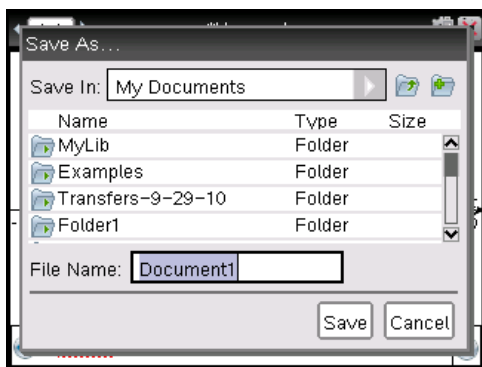 Save As...
Save In: My Documents
Name Type Size
MyLib Folder
Examples Folder
Transfers-9-29-10 Folder
Folder1 Folder
File Name: Document1
Save Cancel